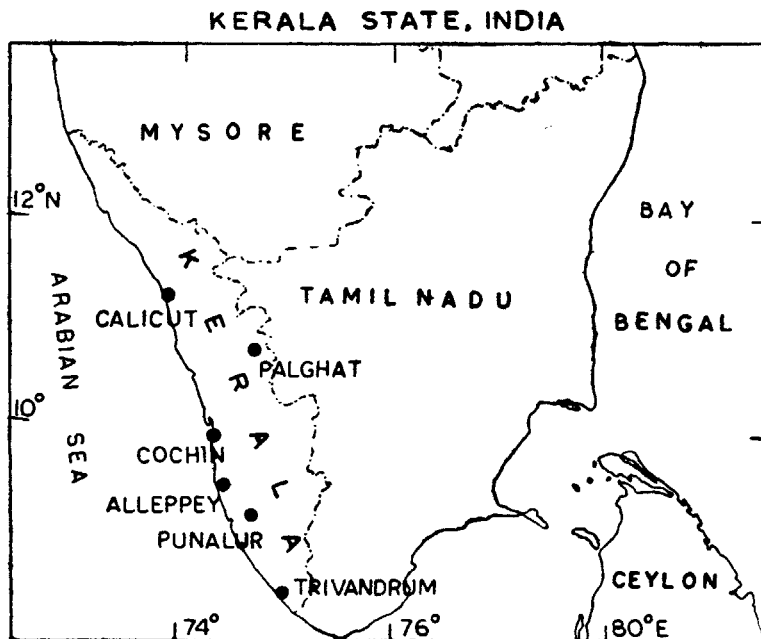 KERALA STATE, INDIA
MYSORE
12°N
BAY
OF
BENGAL
KERALA
ARABIAN SEA
TAMIL NADU
CALICUT
PALGHAT
10°
COCHIN
ALLEPPEY
PUNALUR
TRIVANDRUM
CEYLON
74°
76°
80°E